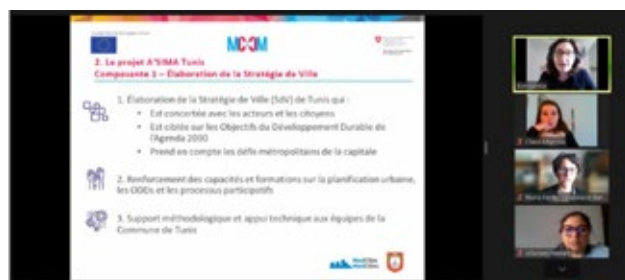 MC M
2. Le projet A'SIMA Tunis
Composante 1 – Élaboration de la Stratégie de Ville
1. Élaboration de la Stratégie de Ville (SdV) de Tunis qui :
• Est concertée avec les acteurs et les citoyens
• Est ciblée sur les Objectifs du Développement Durable de
l'Agenda 2030
• Prend en compte les défis métropolitains de la capitale
2. Renforcement des capacités et formations sur la planification urbaine,
les ODDs et les processus participatifs
3. Support méthodologique et appui technique aux équipes de la
Commune de Tunis